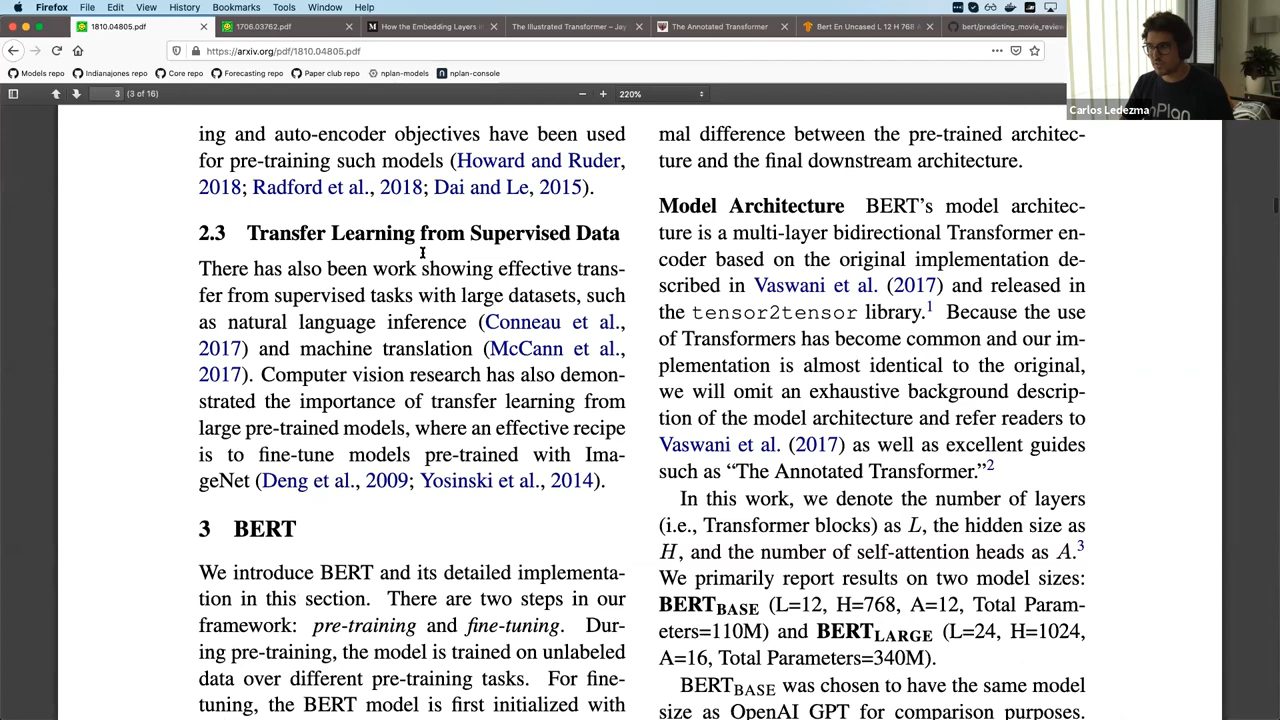 Firefox File Edit View History Bookmarks Tools Window Help
1810.04805.pdf
1706.03762.pdf
How the Embedding Layers i
The Illustrated Transformer – Jay
The Annotated Transformer
Bert En Uncased L 12 H 768 A
bert/predicting_movie_review
https://arxiv.org/pdf/1810.04805.pdf
Models repo Indianajones repo Core repo Forecasting repo Paper club repo nplan-models nplan-console
3 (3 of 16)
220%
Carlos Ledezma
nPlan
ing and auto-encoder objectives have been used
for pre-training such models (Howard and Ruder,
2018; Radford et al., 2018; Dai and Le, 2015).
2.3 Transfer Learning from Supervised Data
There has also been work showing effective trans-
fer from supervised tasks with large datasets, such
as natural language inference (Conneau et al.,
2017) and machine translation (McCann et al.,
2017). Computer vision research has also demon-
strated the importance of transfer learning from
large pre-trained models, where an effective recipe
is to fine-tune models pre-trained with Ima-
geNet (Deng et al., 2009; Yosinski et al., 2014).
3 BERT
We introduce BERT and its detailed implementa-
tion in this section. There are two steps in our
framework: pre-training and fine-tuning. Dur-
ing pre-training, the model is trained on unlabeled
data over different pre-training tasks. For fine-
tuning, the BERT model is first initialized with
mal difference between the pre-trained architec-
ture and the final downstream architecture.
Model Architecture BERT's model architec-
ture is a multi-layer bidirectional Transformer en-
coder based on the original implementation de-
scribed in Vaswani et al. (2017) and released in
the tensor2tensor library.1 Because the use
of Transformers has become common and our im-
plementation is almost identical to the original,
we will omit an exhaustive background descrip-
tion of the model architecture and refer readers to
Vaswani et al. (2017) as well as excellent guides
such as “The Annotated Transformer.”2
In this work, we denote the number of layers
(i.e., Transformer blocks) as L, the hidden size as
H, and the number of self-attention heads as A.3
We primarily report results on two model sizes:
BERTBASE (L=12, H=768, A=12, Total Param-
eters=110M) and BERTLARGE (L=24, H=1024,
A=16, Total Parameters=340M).
BERTBASE was chosen to have the same model
size as OpenAI GPT for comparison purposes.